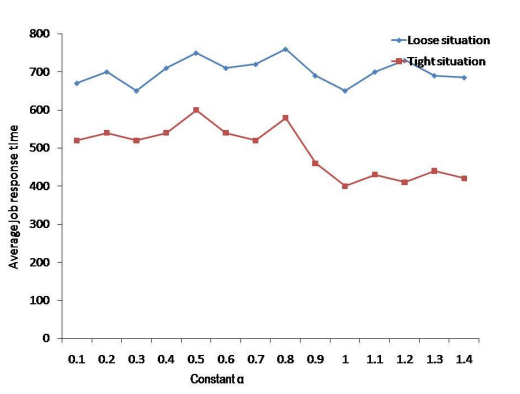 800
700
600
500
400
300
200
100
0
Average job response time
Loose situation
Tight situation
0.1 0.2 0.3 0.4 0.5 0.6 0.7 0.8 0.9 1 1.1 1.2 1.3 1.4
Constant α